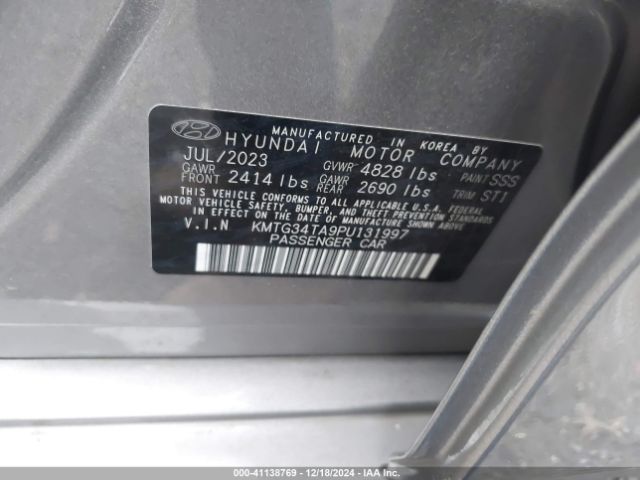 MANUFACTURED IN KOREA BY
HYUNDAI MOTOR COMPANY
JUL/2023 GVWR 4828 lbs PAINT SSS
GAWR FRONT 2414 lbs GAWR REAR 2690 lbs TRIM STI
THIS VEHICLE CONFORMS TO ALL APPLICABLE U.S.A. FEDERAL
MOTOR VEHICLE SAFETY, BUMPER, AND THEFT PREVENTION STANDARDS
IN EFFECT ON THE DATE OF MANUFACTURE SHOWN ABOVE.
V.I.N KMTG34TA9PU131997
PASSENGER CAR
000-41138769 - 12/18/2024 - IAA Inc.